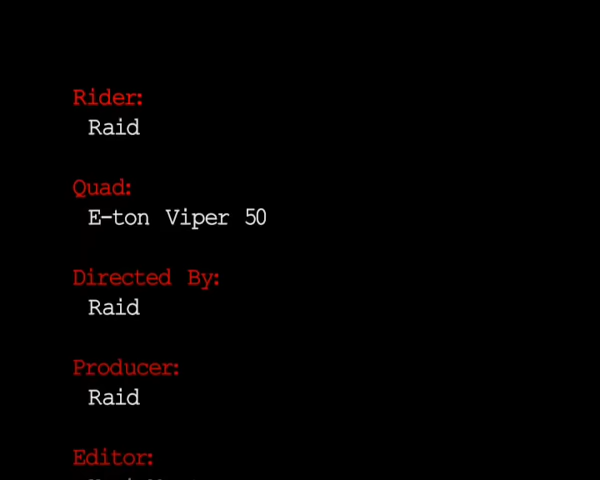 Rider:
Raid
Quad:
E-ton Viper 50
Directed By:
Raid
Producer:
Raid
Editor: